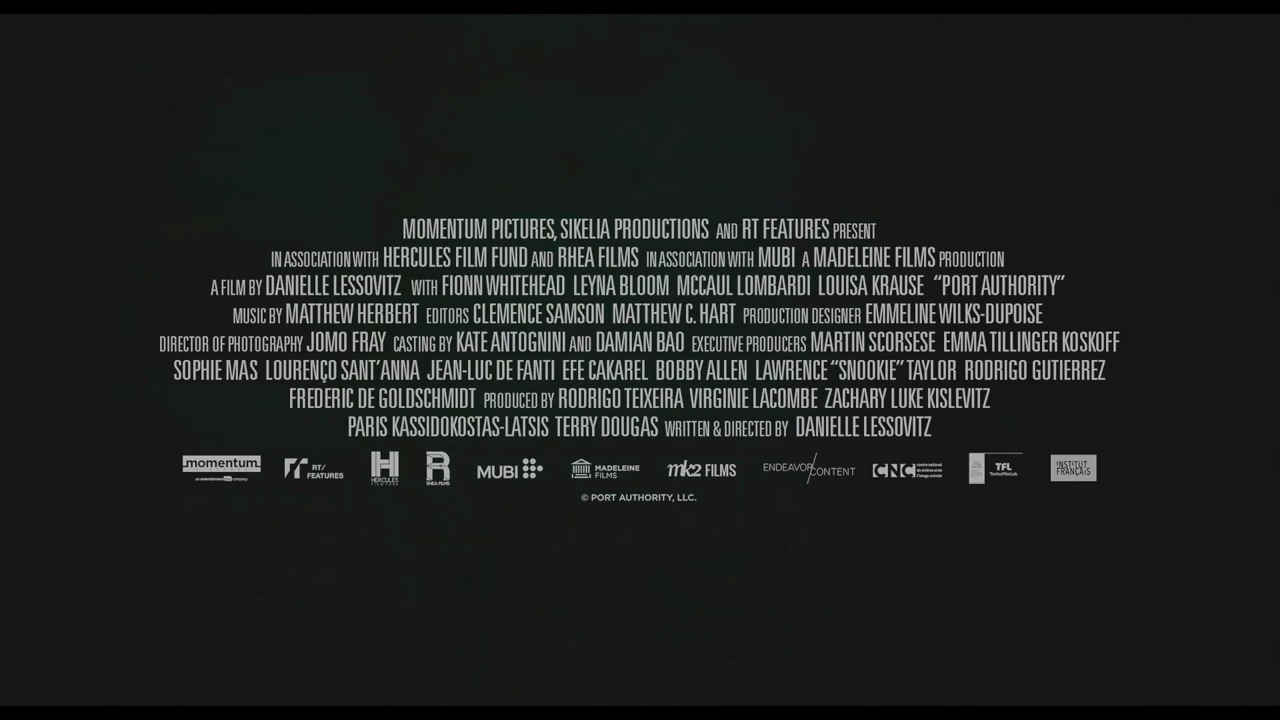 MOMENTUM PICTURES, SIKELIA PRODUCTIONS AND RT FEATURES PRESENT
IN ASSOCIATION WITH HERCULES FILM FUND AND RHEA FILMS IN ASSOCIATION WITH MUBI A MADELEINE FILMS PRODUCTION
A FILM BY DANIELLE LESSOVITZ WITH FIONN WHITEHEAD LEYNA BLOOM MCCAUL LOMBARDI LOUISA KRAUSE “PORT AUTHORITY”
MUSIC BY MATTHEW HERBERT EDITORS CLEMENCE SAMSON MATTHEW C. HART PRODUCTION DESIGNER EMMELINE WILKS-DUPOISE
DIRECTOR OF PHOTOGRAPHY JOMO FRAY CASTING BY KATE ANTOGNINI AND DAMIAN BAO EXECUTIVE PRODUCERS MARTIN SCORSESE EMMA TILLINGER KOSKOFF
SOPHIE MAS LOURENÇO SANT’ANNA JEAN-LUC DE FANTI EFE CAKAREL BOBBY ALLEN LAWRENCE “SNOOKIE” TAYLOR RODRIGO GUTIERREZ
FREDERIC DE GOLDSCHMIDT PRODUCED BY RODRIGO TEIXEIRA VIRGINIE LACOMBE ZACHARY LUKE KISLEVITZ
PARIS KASSIDOKOSTAS-LATSIS TERRY DOUGAS WRITTEN & DIRECTED BY DANIELLE LESSOVITZ
momentum RT/ FEATURES H HERCULES FILM FUND R RHEA FILMS MUBI MADELEINE FILMS mk2 FILMS ENDEAVOR CONTENT CNC TFL TorinoFilmLab INSTITUT FRANÇAIS
© PORT AUTHORITY, LLC.